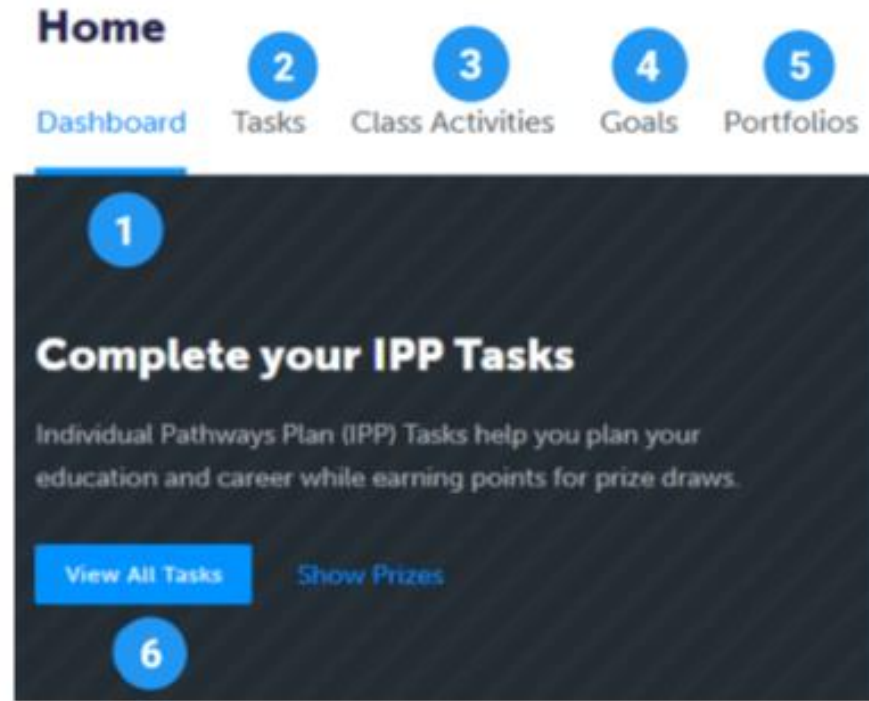 Home
2 3 4 5
Dashboard Tasks Class Activities Goals Portfolios
1
Complete your IPP Tasks
Individual Pathways Plan (IPP) Tasks help you plan your
education and career while earning points for prize draws.
View All Tasks Show Prizes
6